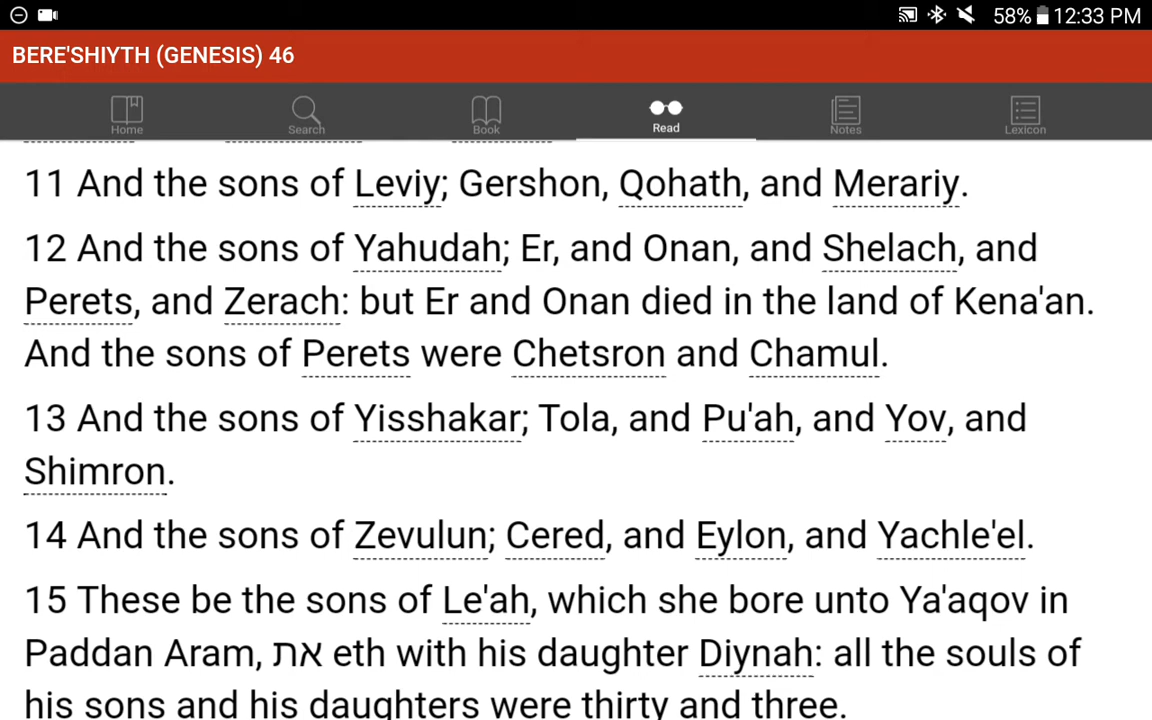 58% 12:33 PM
BERE'SHIYTH (GENESIS) 46
Home Search Book Read Notes Lexicon
11 And the sons of Leviy; Gershon, Qohath, and Merariy.
12 And the sons of Yahudah; Er, and Onan, and Shelach, and
Perets, and Zerach: but Er and Onan died in the land of Kena'an.
And the sons of Perets were Chetsron and Chamul.
13 And the sons of Yisshakar; Tola, and Pu'ah, and Yov, and
Shimron.
14 And the sons of Zevulun; Cered, and Eylon, and Yachle'el.
15 These be the sons of Le'ah, which she bore unto Ya'aqov in
Paddan Aram, את eth with his daughter Diynah: all the souls of
his sons and his daughters were thirty and three.